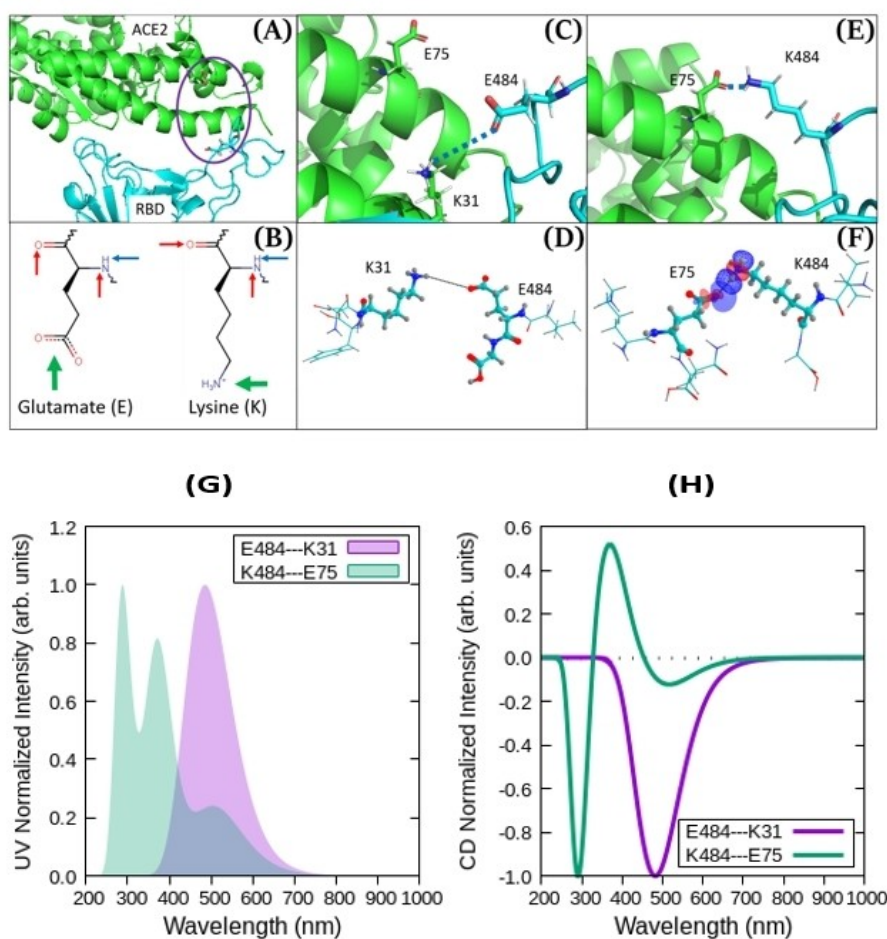 (A)
ACE2
RBD
(C)
E75
E484
K31
(E)
E75
K484
(B)
O
N
H
O
O
Glutamate (E)
O
N
H
H₃N⁺
Lysine (K)
(D)
K31
E484
(F)
E75
K484
(G)
UV Normalized Intensity (arb. units)
1.2
1.0
0.8
0.6
0.4
0.2
0.0
E484---K31
K484---E75
200 300 400 500 600 700 800 900 1000
Wavelength (nm)
(H)
CD Normalized Intensity (arb. units)
0.6
0.4
0.2
0.0
-0.2
-0.4
-0.6
-0.8
-1.0
E484---K31
K484---E75
200 300 400 500 600 700 800 900 1000
Wavelength (nm)